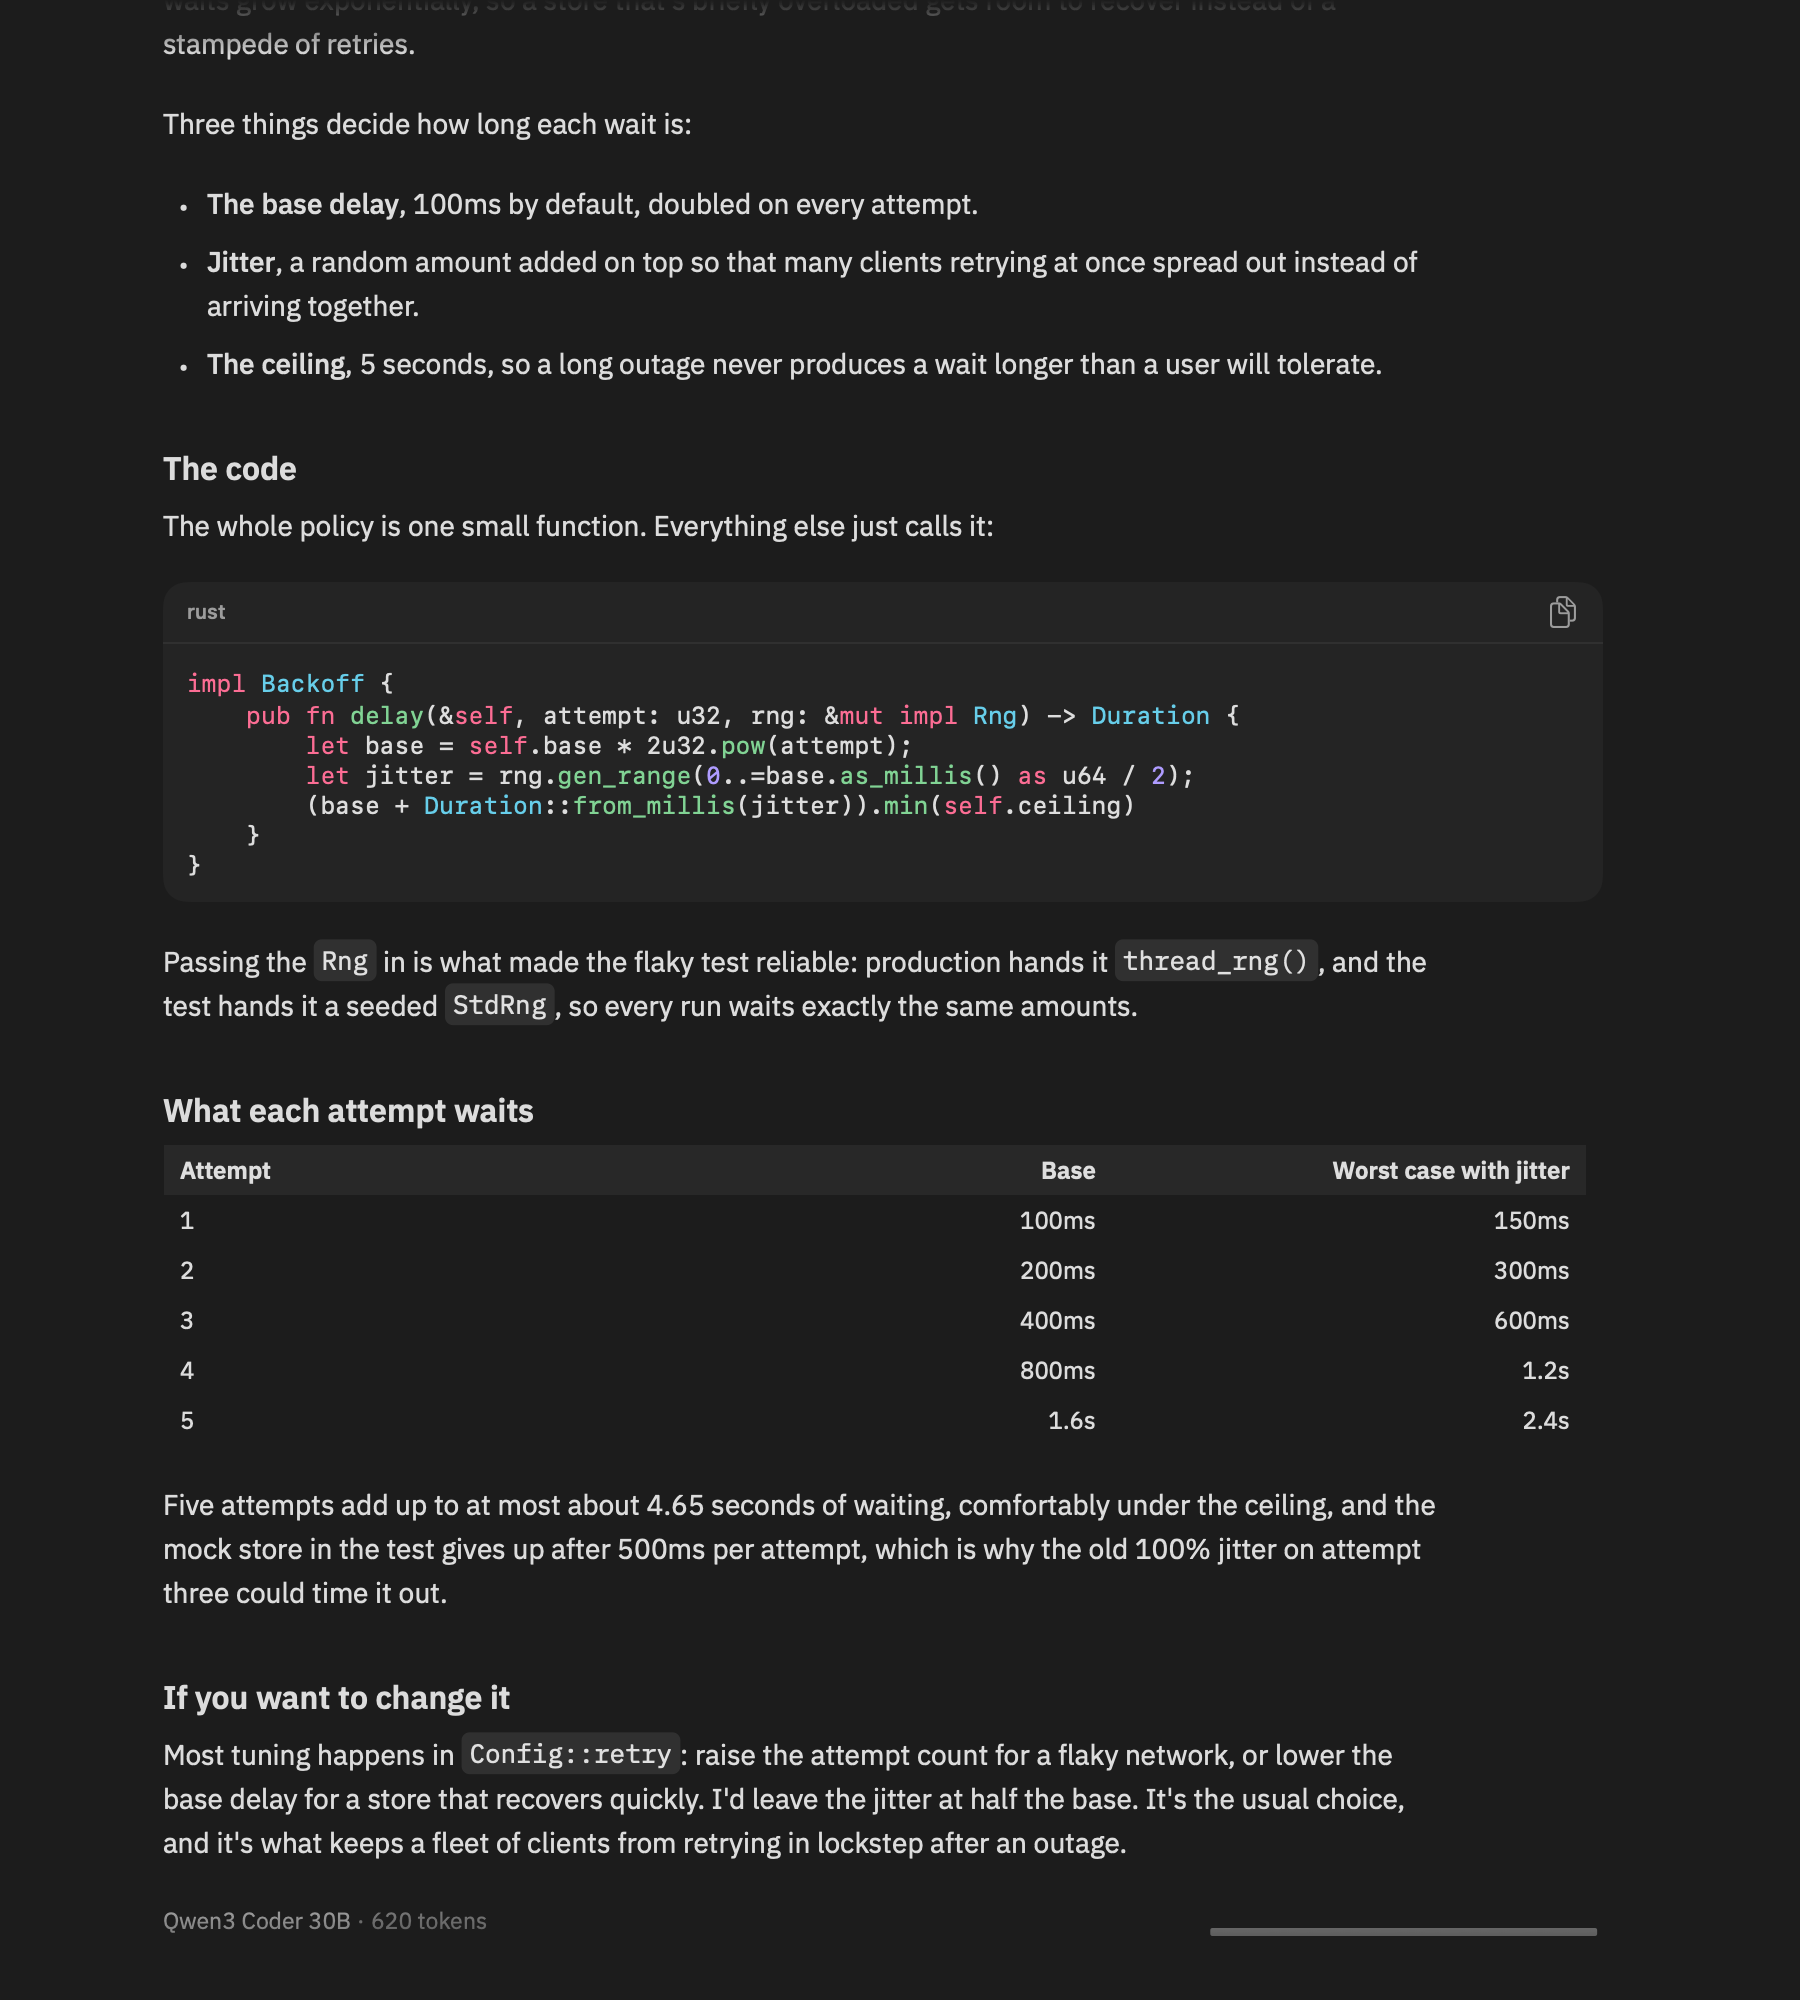 waits grow exponentially, so a store that's briefly overloaded gets room to recover instead of a
stampede of retries.
Three things decide how long each wait is:
• The base delay, 100ms by default, doubled on every attempt.
• Jitter, a random amount added on top so that many clients retrying at once spread out instead of
arriving together.
• The ceiling, 5 seconds, so a long outage never produces a wait longer than a user will tolerate.
The code
The whole policy is one small function. Everything else just calls it:
rust
impl Backoff {
    pub fn delay(&self, attempt: u32, rng: &mut impl Rng) -> Duration {
        let base = self.base * 2u32.pow(attempt);
        let jitter = rng.gen_range(0..=base.as_millis() as u64 / 2);
        (base + Duration::from_millis(jitter)).min(self.ceiling)
    }
}
Passing the Rng in is what made the flaky test reliable: production hands it thread_rng(), and the
test hands it a seeded StdRng, so every run waits exactly the same amounts.
What each attempt waits
Attempt Base Worst case with jitter
1 100ms 150ms
2 200ms 300ms
3 400ms 600ms
4 800ms 1.2s
5 1.6s 2.4s
Five attempts add up to at most about 4.65 seconds of waiting, comfortably under the ceiling, and the
mock store in the test gives up after 500ms per attempt, which is why the old 100% jitter on attempt
three could time it out.
If you want to change it
Most tuning happens in Config::retry: raise the attempt count for a flaky network, or lower the
base delay for a store that recovers quickly. I'd leave the jitter at half the base. It's the usual choice,
and it's what keeps a fleet of clients from retrying in lockstep after an outage.
Qwen3 Coder 30B · 620 tokens